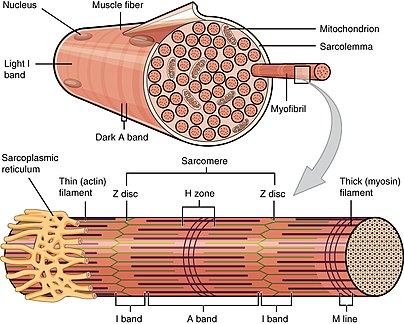 Nucleus
Muscle fiber
Mitochondrion
Sarcolemma
Light I
band
Myofibril
Dark A band
Sarcoplasmic
reticulum
Sarcomere
Thin (actin)
filament
Z disc
H zone
Z disc
Thick (myosin)
filament
I band
A band
I band
M line